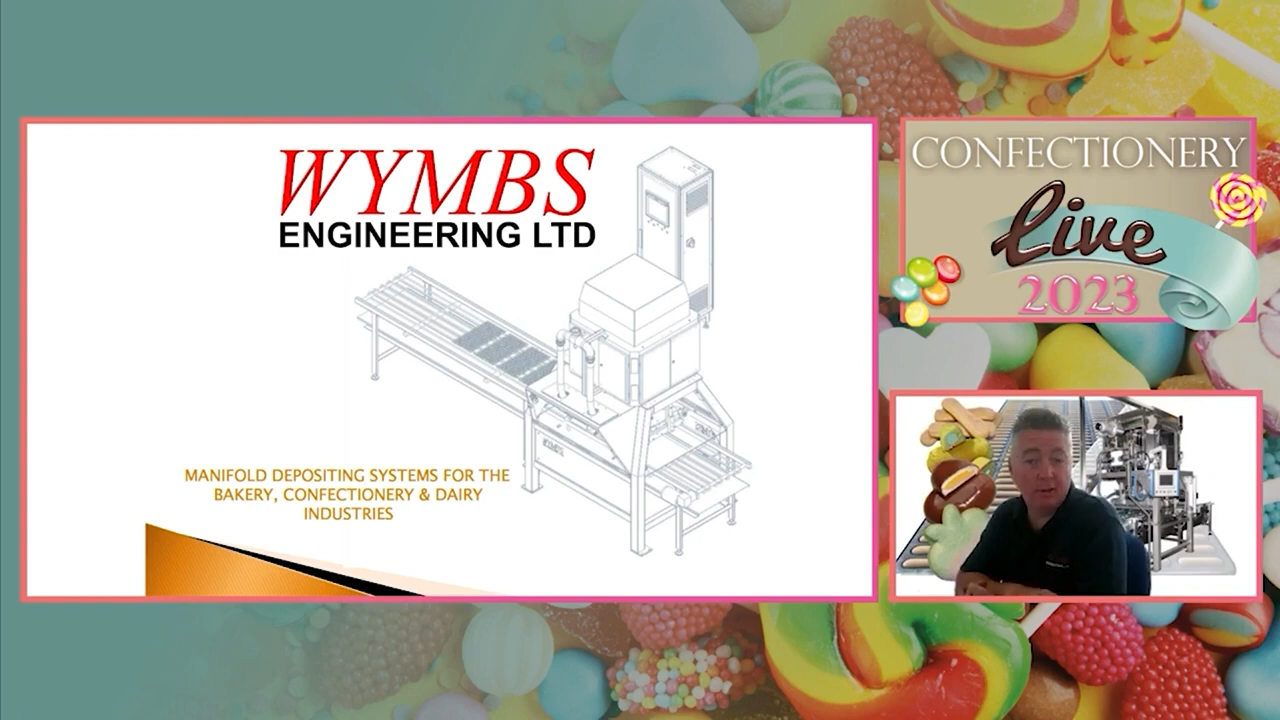 WYMBS
ENGINEERING LTD
MANIFOLD DEPOSITING SYSTEMS FOR THE
BAKERY, CONFECTIONERY & DAIRY
INDUSTRIES
CONFECTIONERY
Live
2023